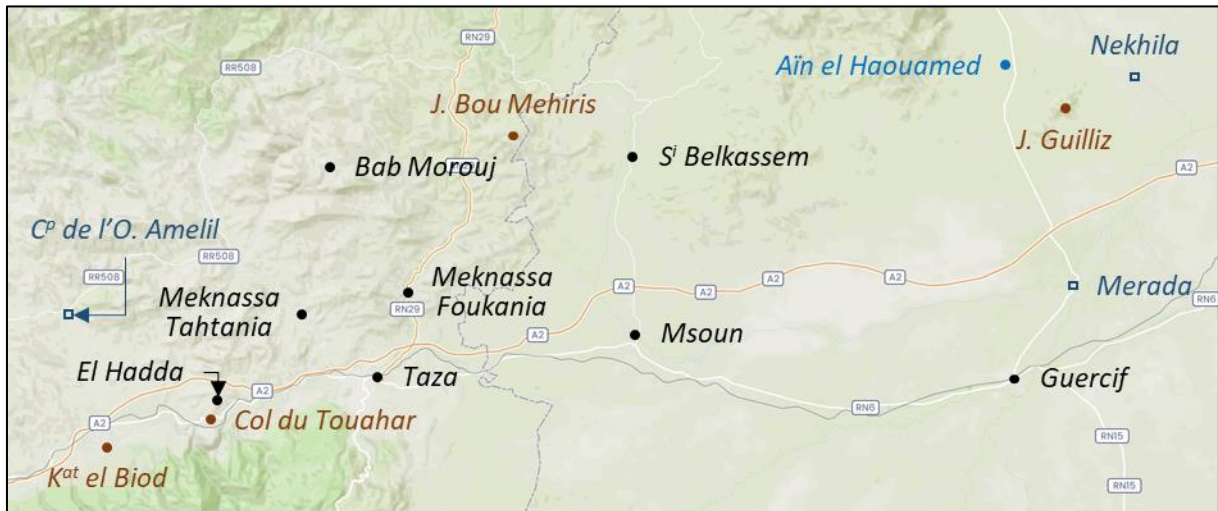 RN29
Nekhila
Aïn el Haouamed
RR508
J. Bou Mehiris
J. Guilliz
Bab Morouj
Sⁱ Belkassem
A2
Cᵖ de l'O. Amelil
RR508
RR508
Meknassa
Foukania
A2
A2
A2
A2
Merada
Meknassa
Tahtania
RN29
RN6
A2
Msoun
El Hadda
A2
Taza
Guercif
RN6
A2
Col du Touahar
RN15
Kᵃᵗ el Biod
RN15